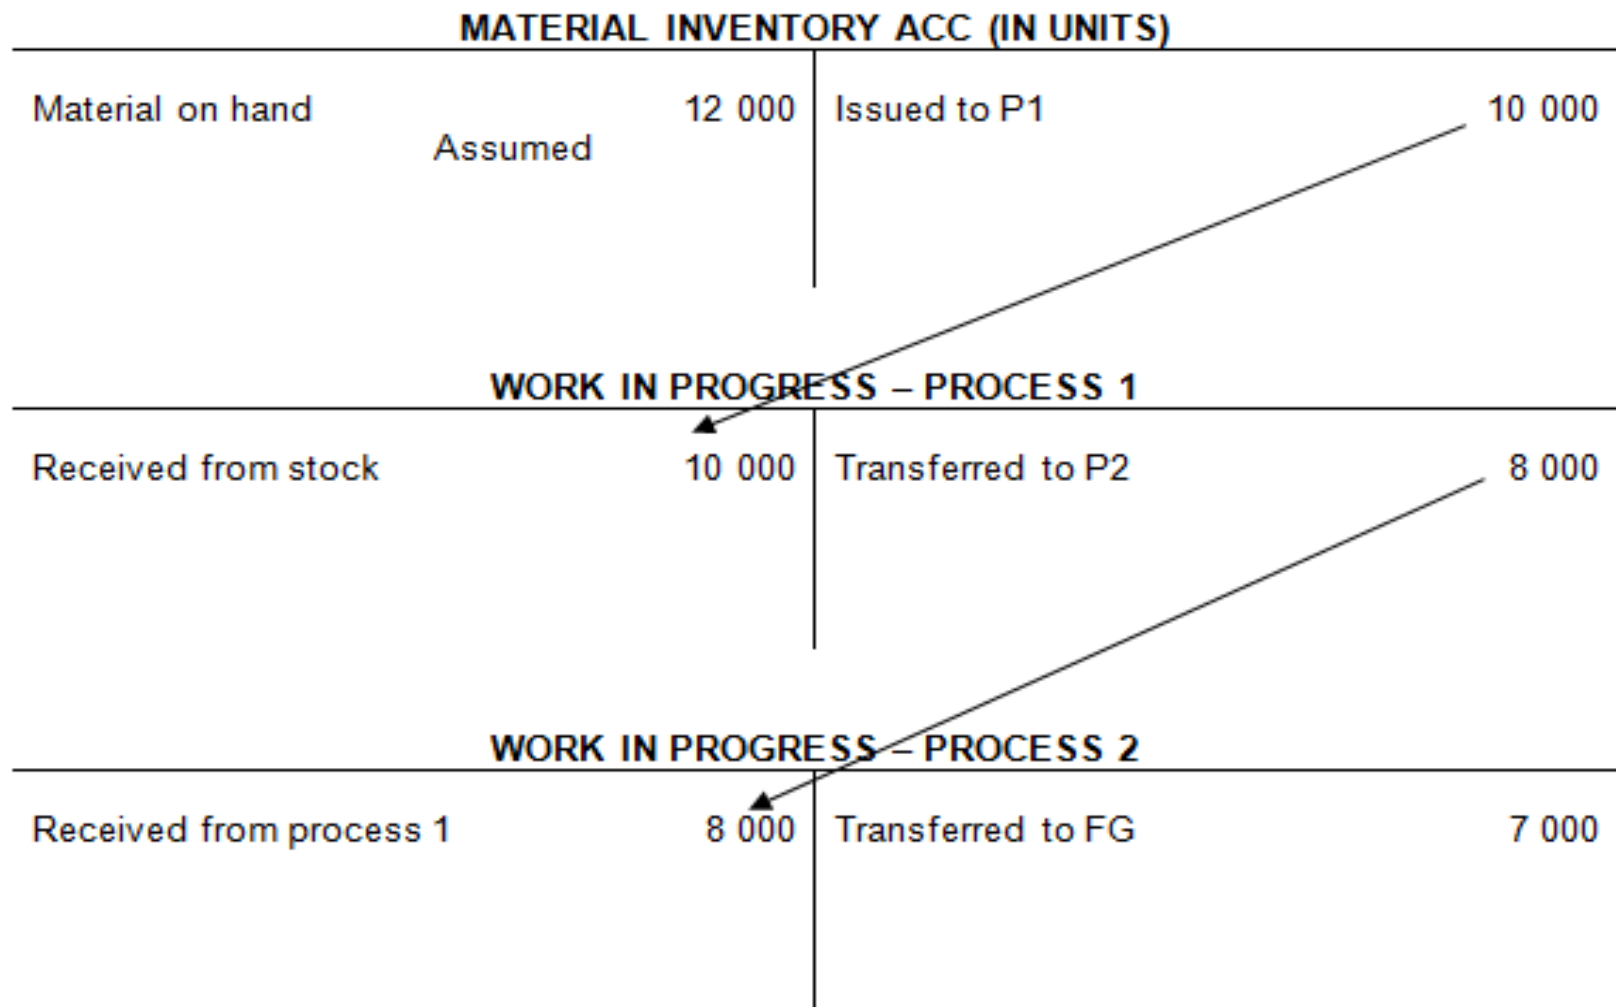 MATERIAL INVENTORY ACC (IN UNITS)
Material on hand 12 000 Issued to P1 10 000
Assumed
WORK IN PROGRESS – PROCESS 1
Received from stock 10 000 Transferred to P2 8 000
WORK IN PROGRESS – PROCESS 2
Received from process 1 8 000 Transferred to FG 7 000